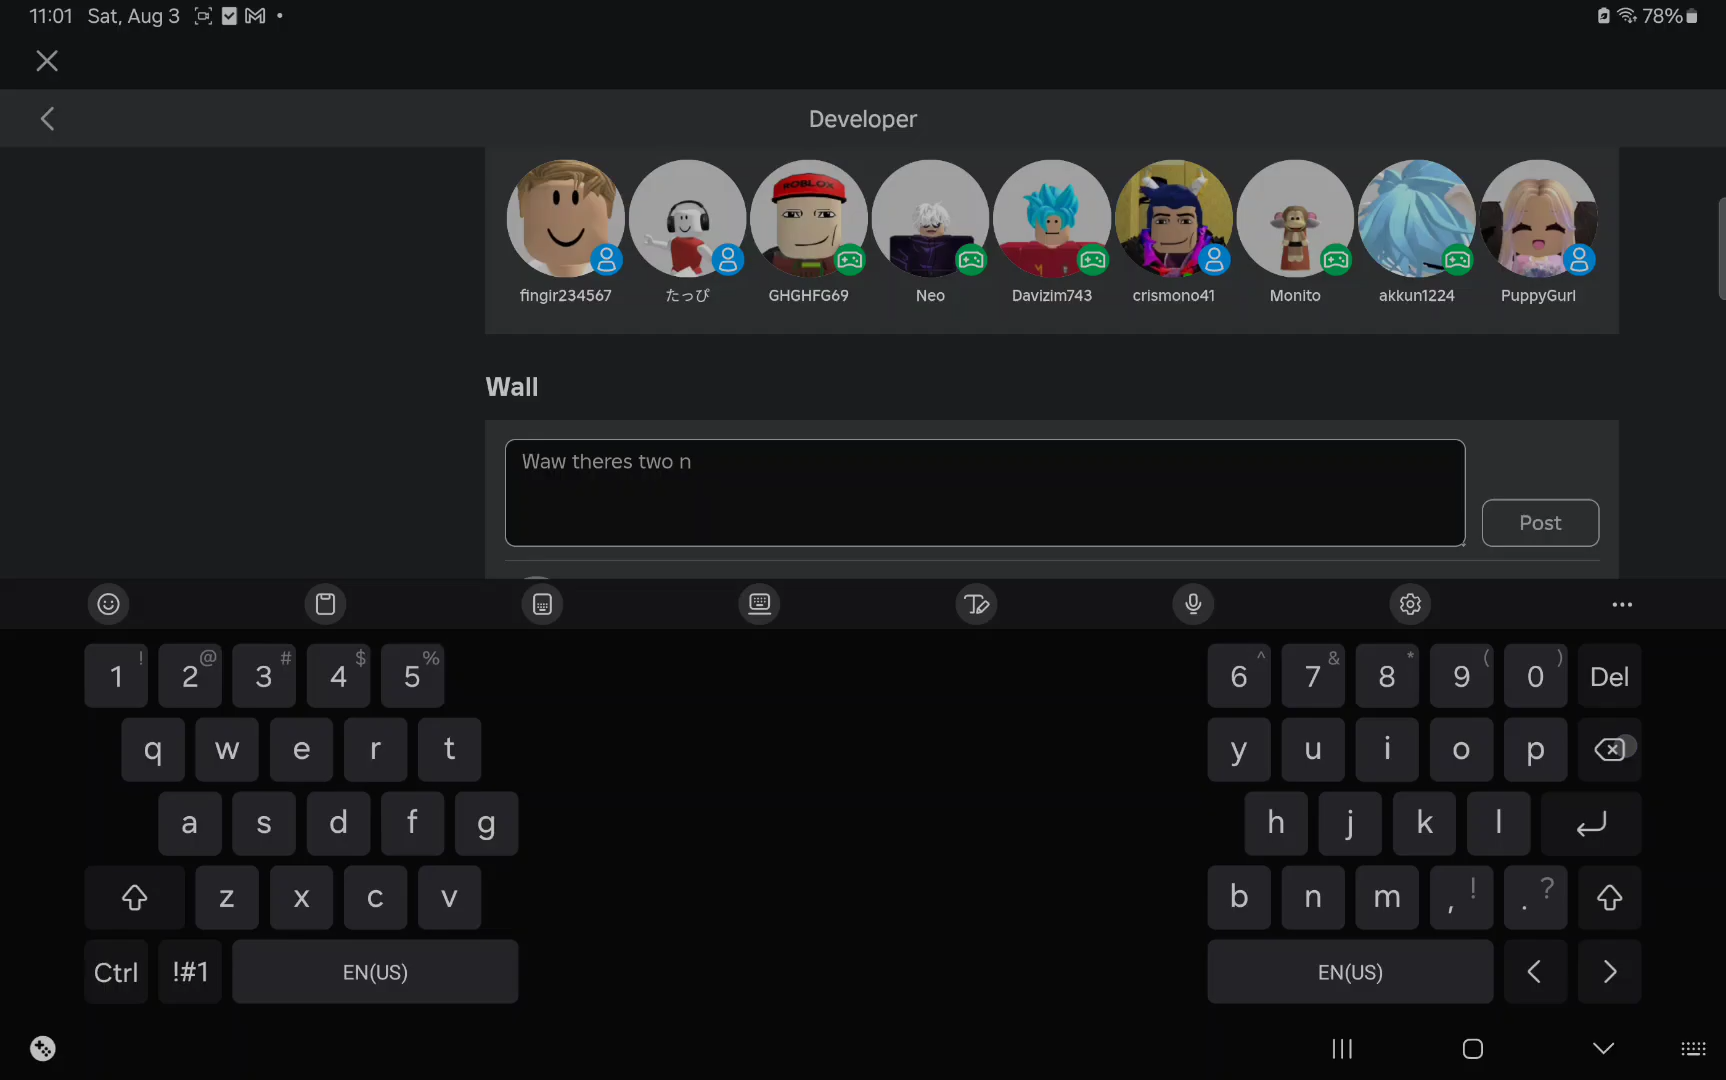 11:01 Sat, Aug 3 78%
Developer
ROBLOX
fingir234567 たっぴ GHGHFG69 Neo Davizim743 crismono41 Monito akkun1224 PuppyGurl
Wall
Waw theres two n
Post
1 ! 2 @ 3 # 4 $ 5 % 6 ^ 7 & 8 * 9 ( 0 ) Del
q w e r t y u i o p
a s d f g h j k l
z x c v b n m , ! . ?
Ctrl !#1 EN(US) EN(US) < >